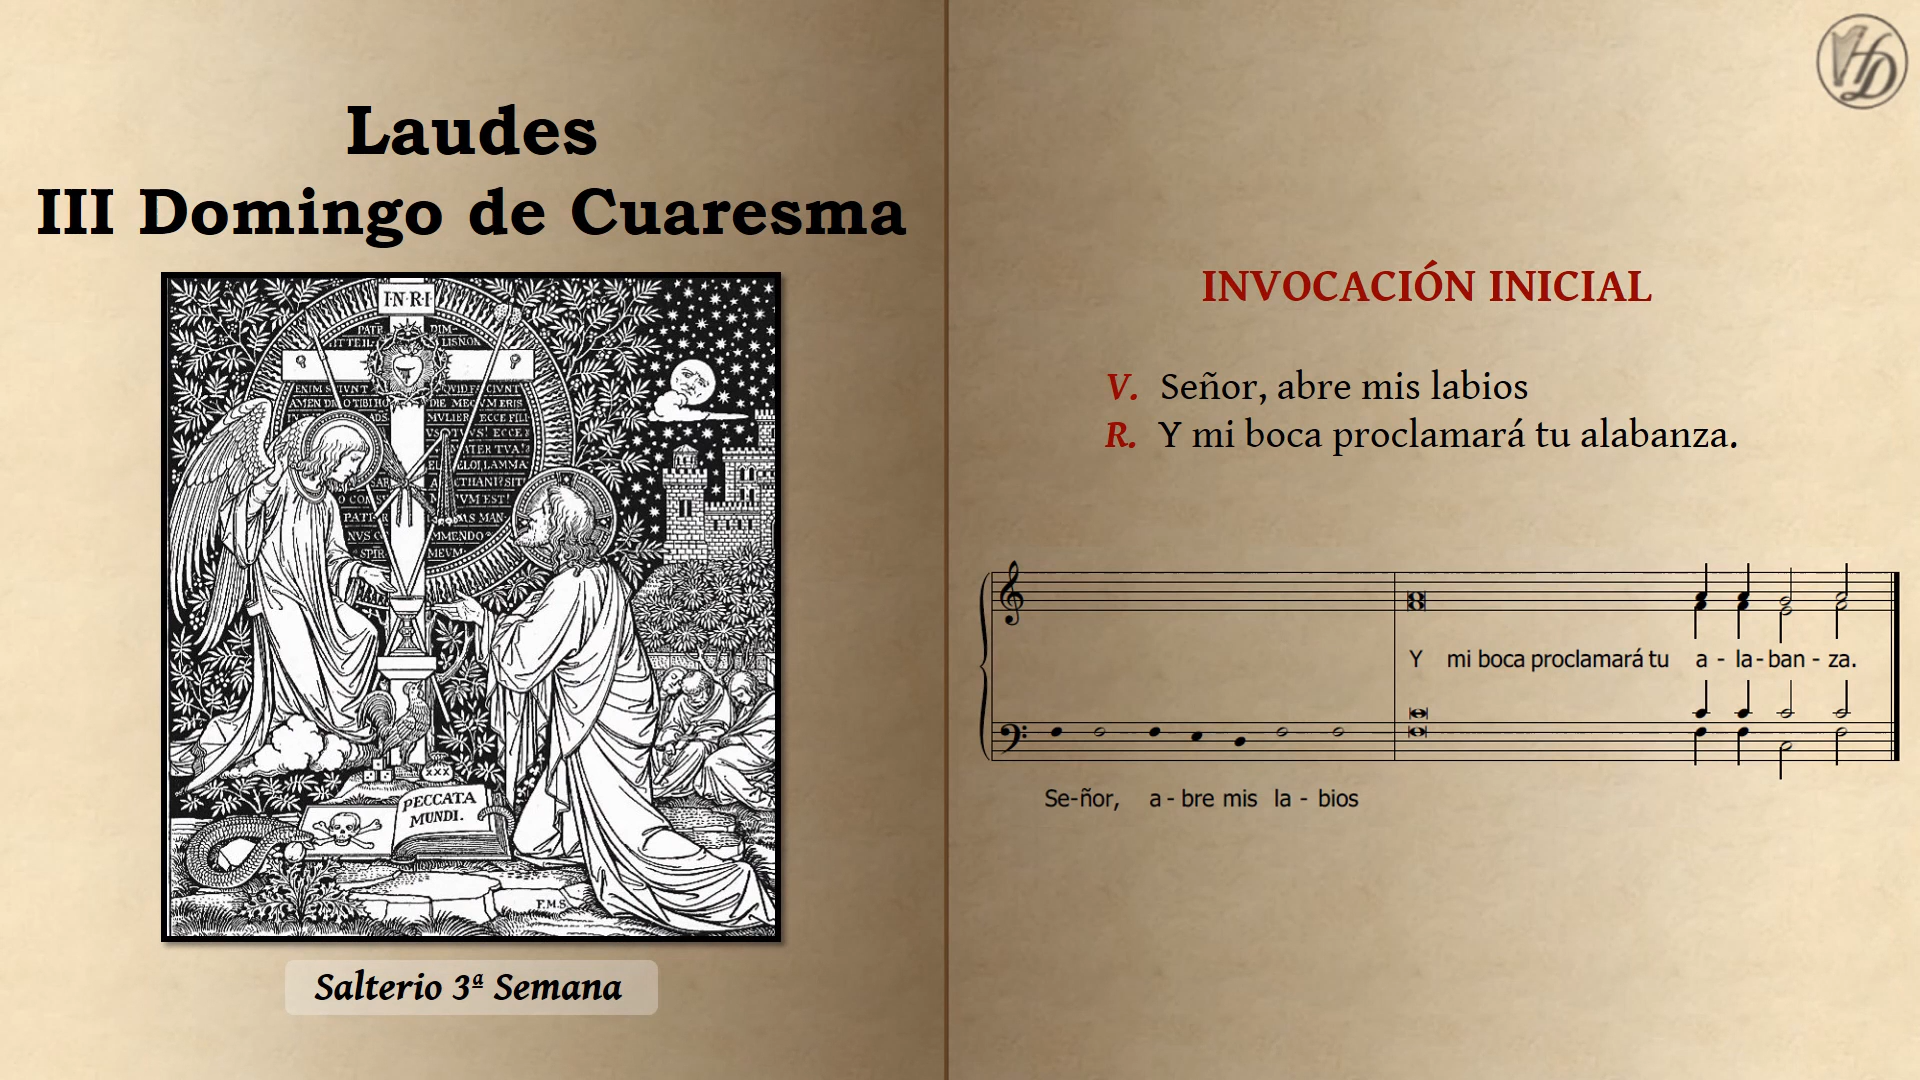 Laudes
III Domingo de Cuaresma
I·N·R·I
PECCATA
MUNDI.
F.M.S.
Salterio 3ª Semana
HD
INVOCACIÓN INICIAL
V. Señor, abre mis labios
R. Y mi boca proclamará tu alabanza.
Y mi boca proclamará tu a - la - ban - za.
Se-ñor, a - bre mis la - bios